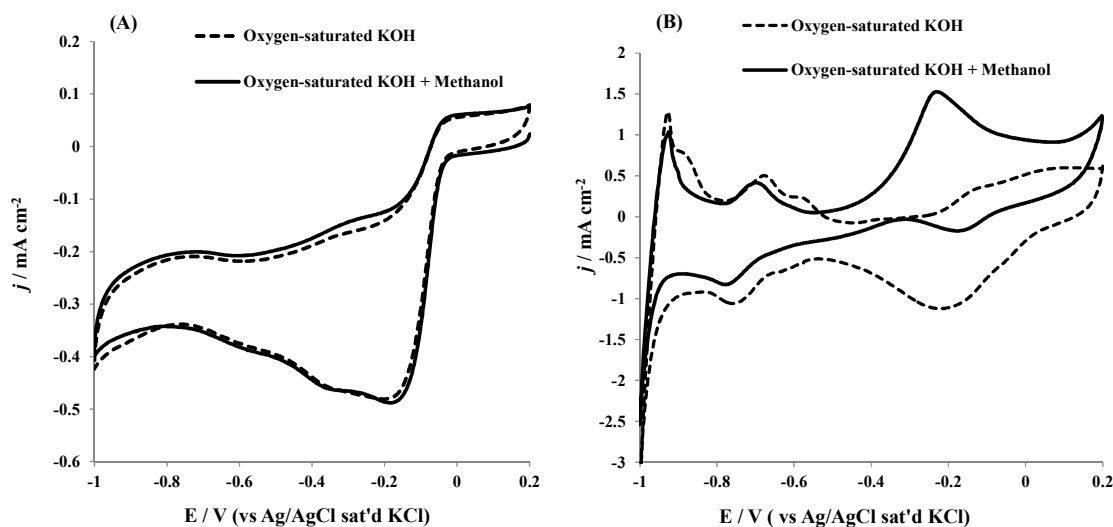 (A)
Oxygen-saturated KOH
Oxygen-saturated KOH + Methanol
0.2
0.1
0
-0.1
-0.2
-0.3
-0.4
-0.5
-0.6
j / mA cm-2
-1 -0.8 -0.6 -0.4 -0.2 0 0.2
E / V (vs Ag/AgCl sat'd KCl)
(B)
Oxygen-saturated KOH
Oxygen-saturated KOH + Methanol
2
1.5
1
0.5
0
-0.5
-1
-1.5
-2
-2.5
-3
j / mA cm-2
-1 -0.8 -0.6 -0.4 -0.2 0 0.2
E / V ( vs Ag/AgCl sat'd KCl)